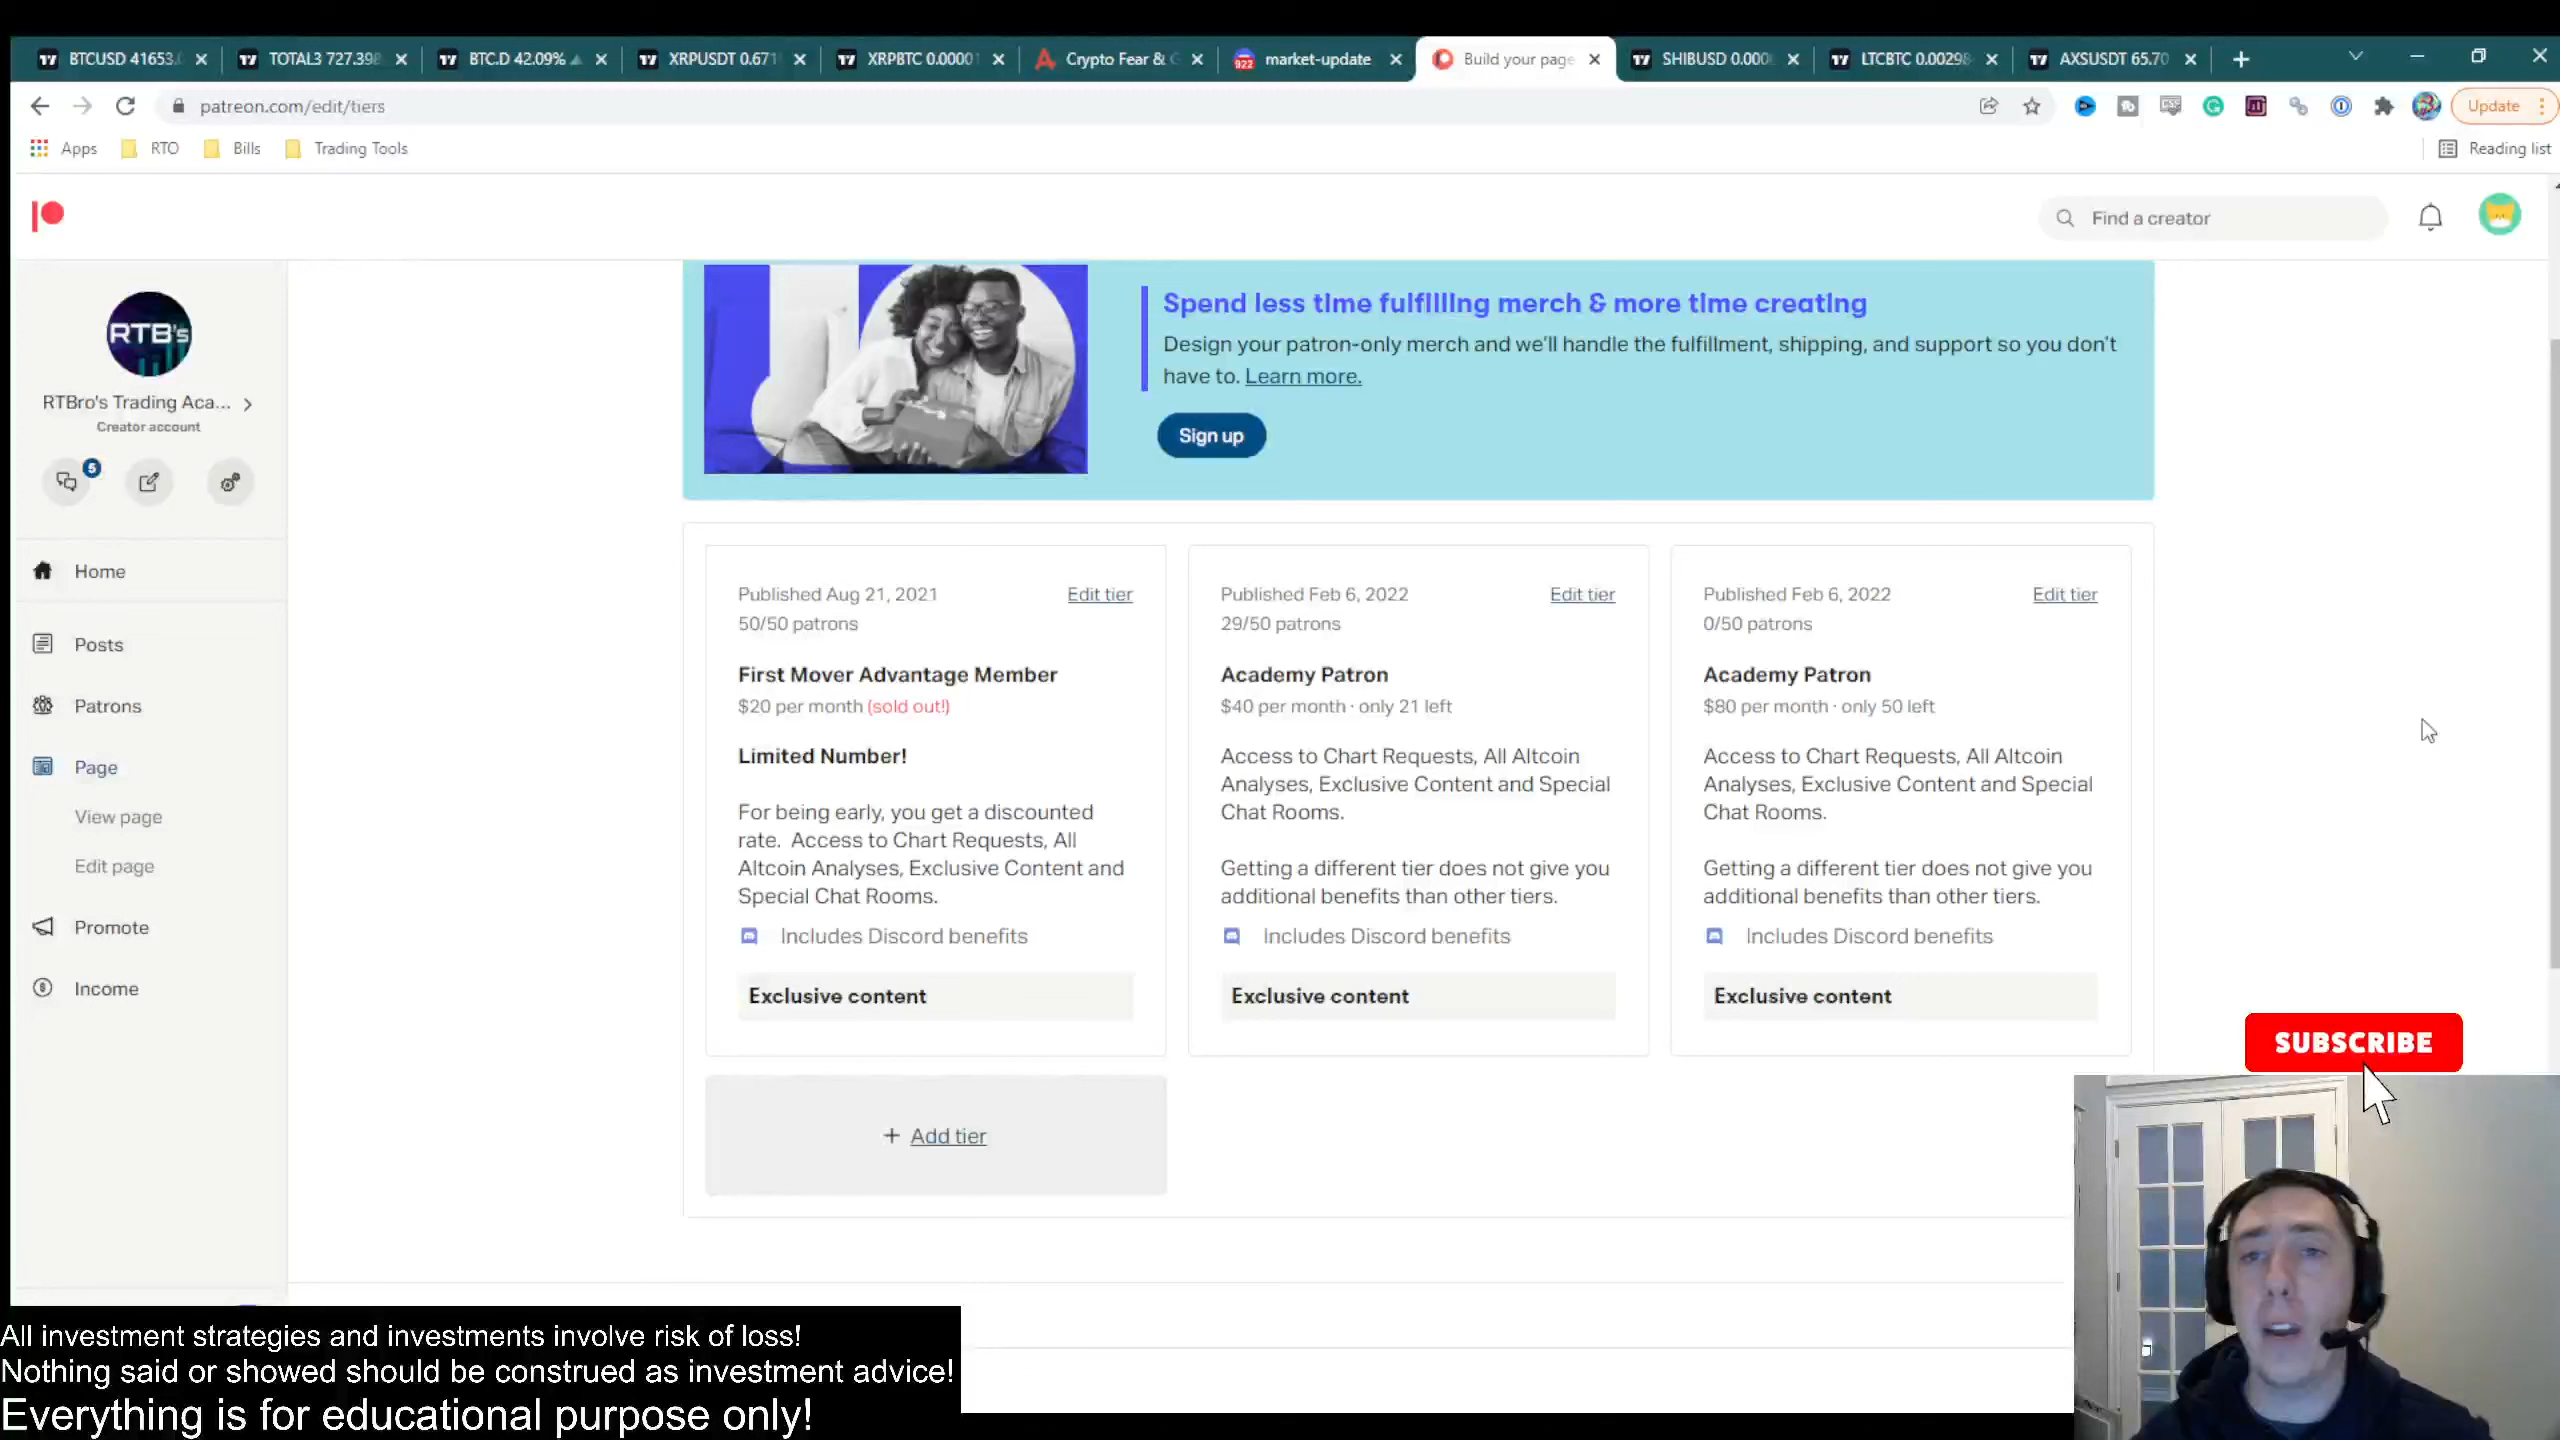 BTCUSD 41653.
TOTAL3 727.398
BTC.D 42.09% ▲
XRPUSDT 0.671
XRPBTC 0.00001
Crypto Fear & G
922
market-update
Build your page
SHIBUSD 0.000
LTCBTC 0.00298
AXSUSDT 65.70
patreon.com/edit/tiers
Update
Apps
RTO
Bills
Trading Tools
Reading list
Find a creator
RTB's
RTBro's Trading Aca...
Creator account
5
Home
Posts
Patrons
Page
View page
Edit page
Promote
Income
Spend less time fulfilling merch & more time creating
Design your patron-only merch and we'll handle the fulfillment, shipping, and support so you don't
have to. Learn more.
Sign up
Published Aug 21, 2021
Edit tier
50/50 patrons
First Mover Advantage Member
$20 per month (sold out!)
Limited Number!
For being early, you get a discounted
rate. Access to Chart Requests, All
Altcoin Analyses, Exclusive Content and
Special Chat Rooms.
Includes Discord benefits
Exclusive content
Published Feb 6, 2022
Edit tier
29/50 patrons
Academy Patron
$40 per month · only 21 left
Access to Chart Requests, All Altcoin
Analyses, Exclusive Content and Special
Chat Rooms.
Getting a different tier does not give you
additional benefits than other tiers.
Includes Discord benefits
Exclusive content
Published Feb 6, 2022
Edit tier
0/50 patrons
Academy Patron
$80 per month · only 50 left
Access to Chart Requests, All Altcoin
Analyses, Exclusive Content and Special
Chat Rooms.
Getting a different tier does not give you
additional benefits than other tiers.
Includes Discord benefits
Exclusive content
+ Add tier
SUBSCRIBE
All investment strategies and investments involve risk of loss!
Nothing said or showed should be construed as investment advice!
Everything is for educational purpose only!